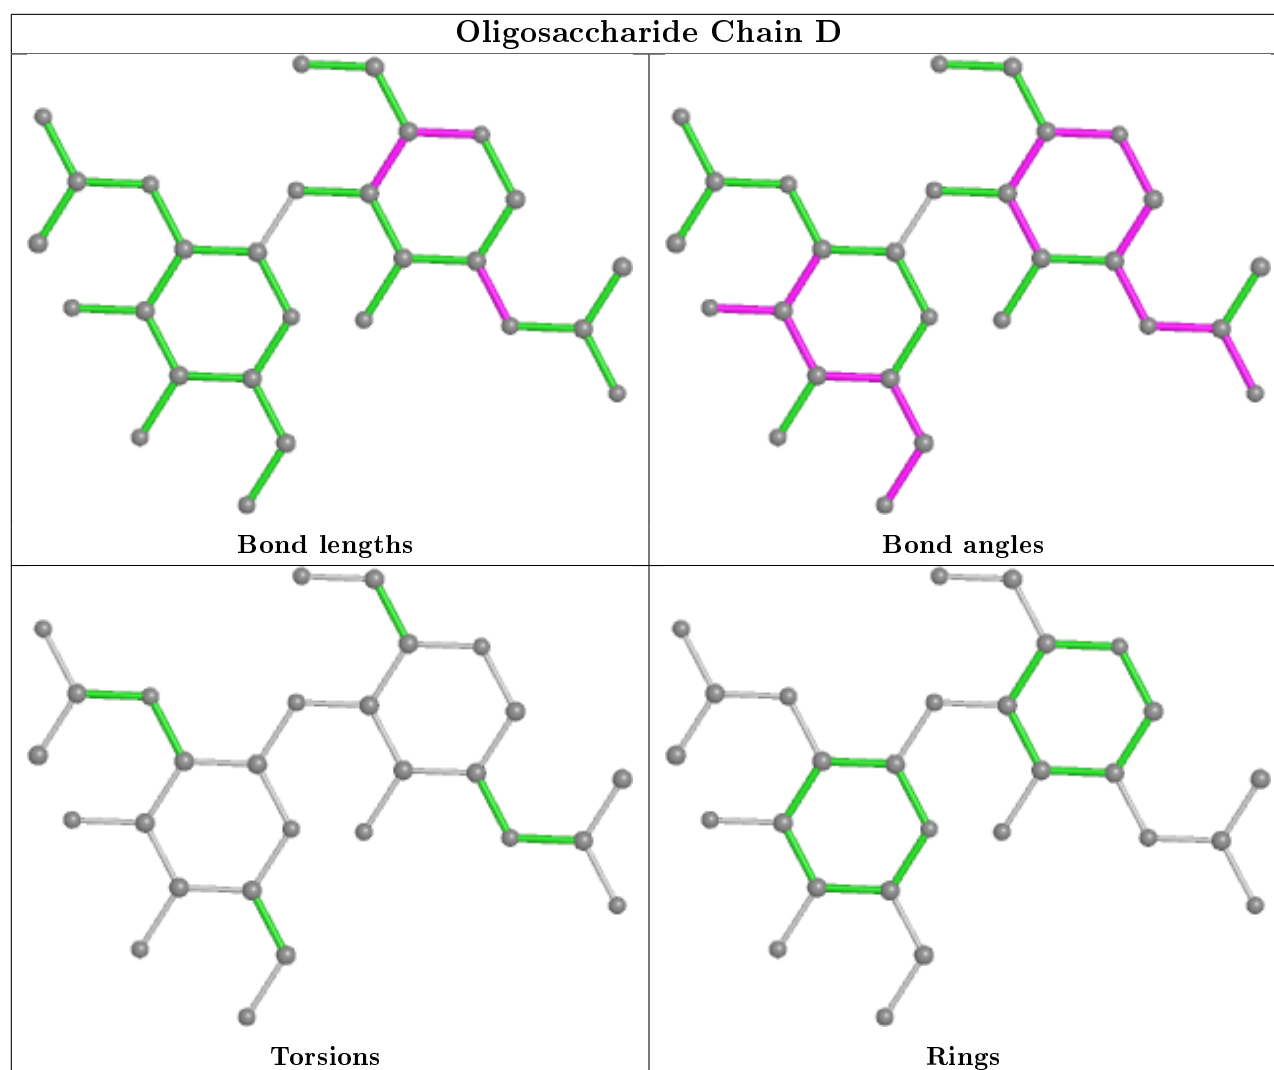 Oligosaccharide Chain D
Bond lengths
Bond angles
Torsions
Rings